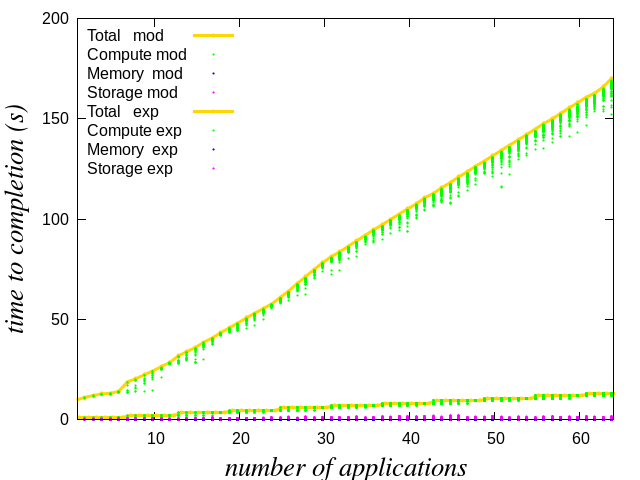 200
150
100
50
0
time to completion (s)
Total mod
Compute mod
Memory mod
Storage mod
Total exp
Compute exp
Memory exp
Storage exp
10 20 30 40 50 60
number of applications